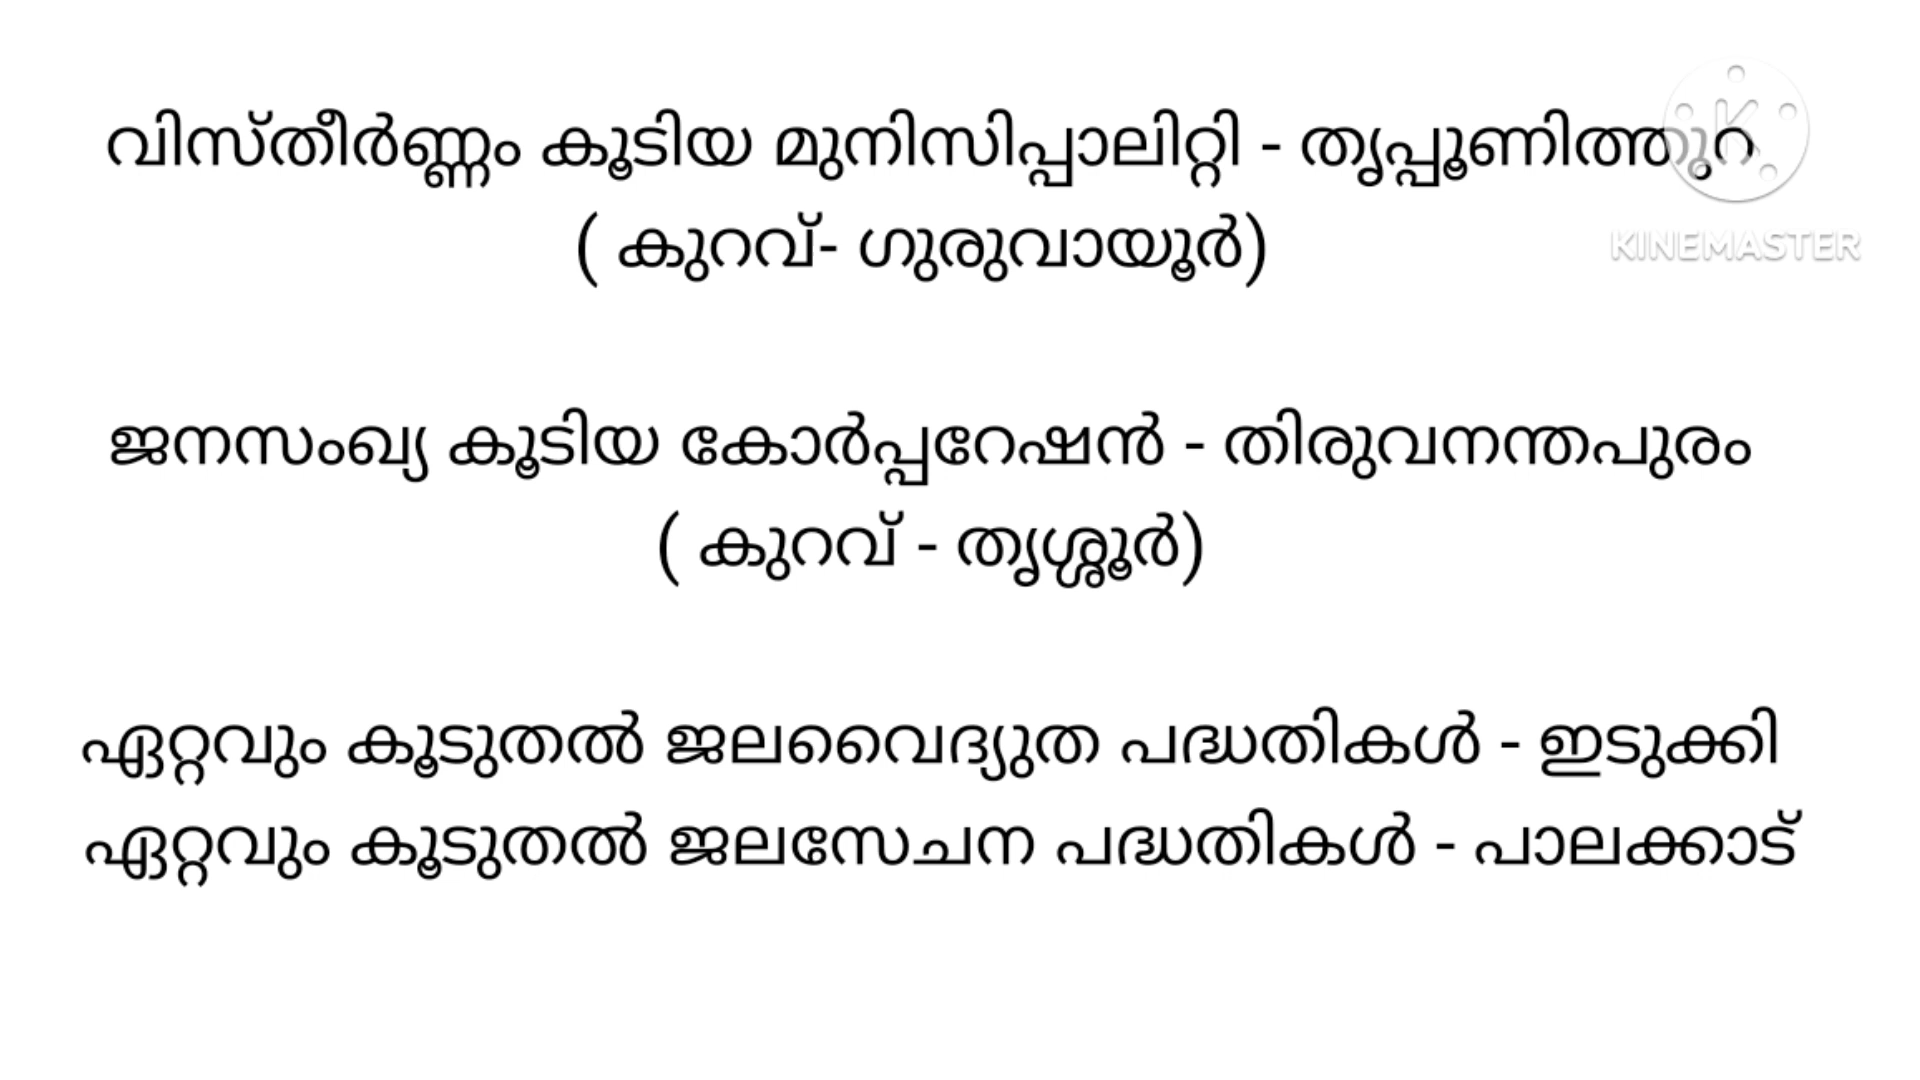 വിസ്തീർണ്ണം കൂടിയ മുനിസിപ്പാലിറ്റി - തൃപ്പൂണിത്തുറ
( കുറവ്- ഗുരുവായൂർ)
KINEMASTER
ജനസംഖ്യ കൂടിയ കോർപ്പറേഷൻ - തിരുവനന്തപുരം
( കുറവ് - തൃശ്ശൂർ)
ഏറ്റവും കൂടുതൽ ജലവൈദ്യുത പദ്ധതികൾ - ഇടുക്കി
ഏറ്റവും കൂടുതൽ ജലസേചന പദ്ധതികൾ - പാലക്കാട്